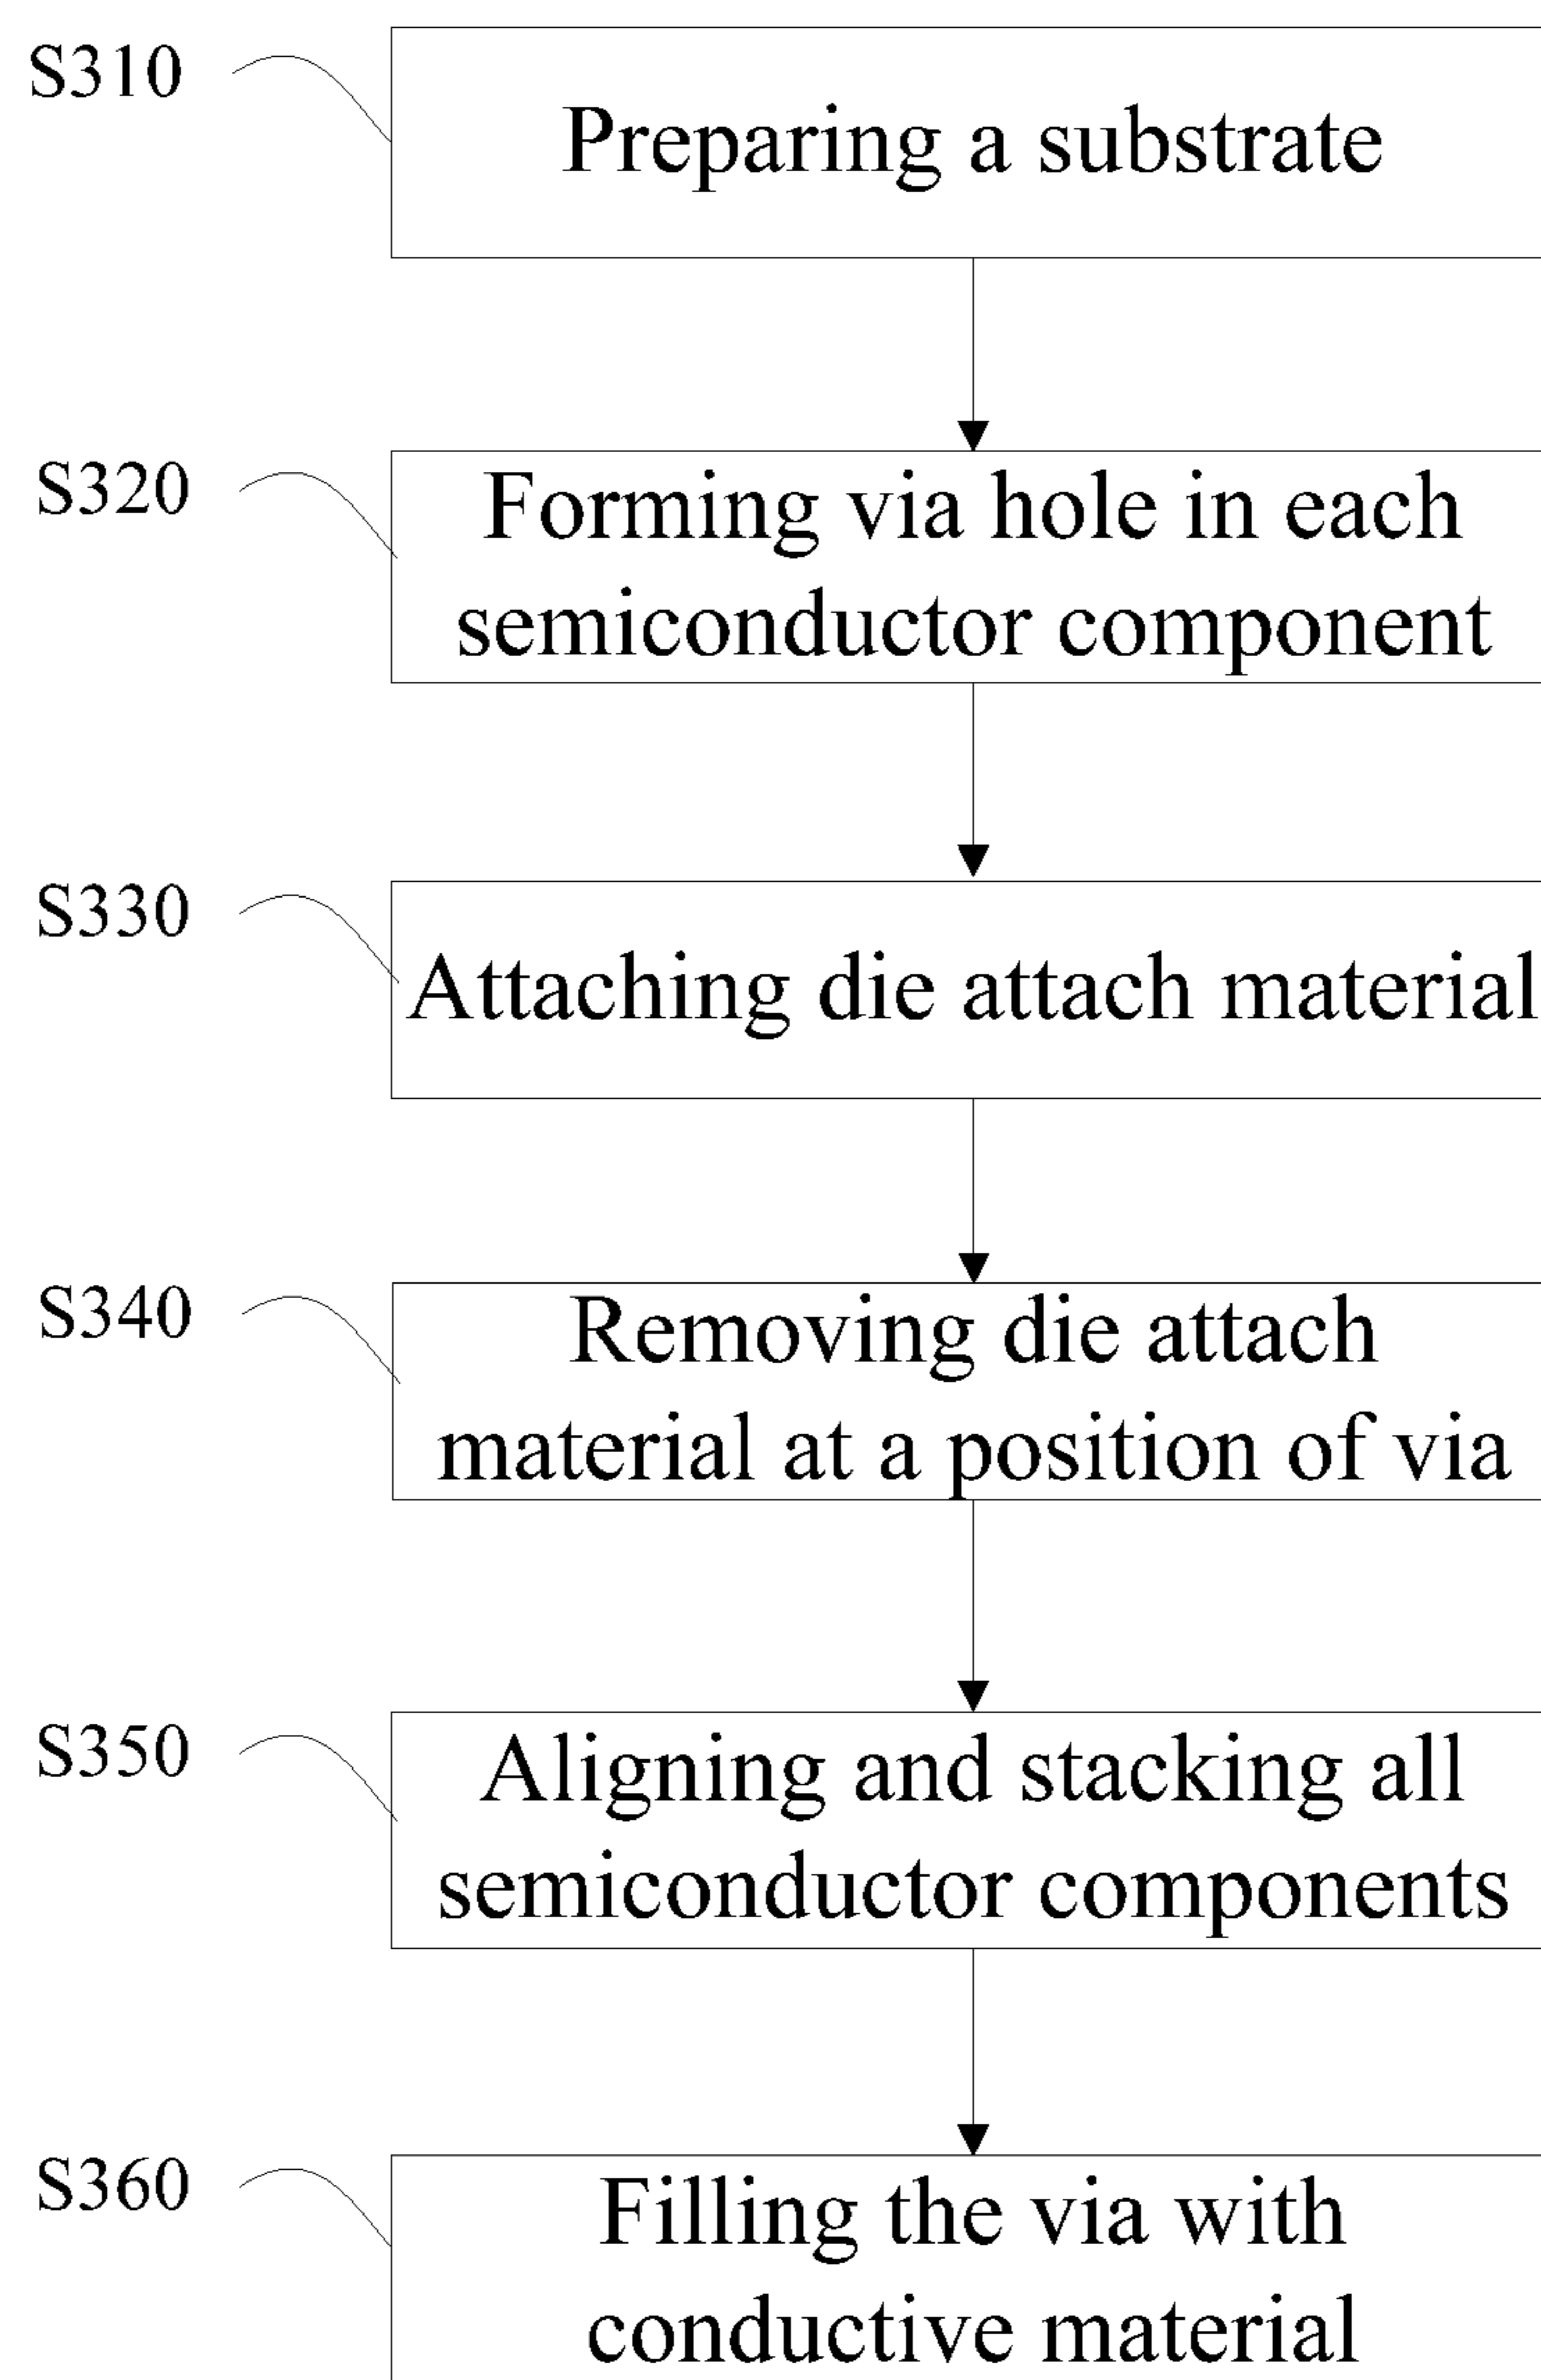 S310
Preparing a substrate
S320
Forming via hole in each
semiconductor component
S330
Attaching die attach material
S340
Removing die attach
material at a position of via
S350
Aligning and stacking all
semiconductor components
S360
Filling the via with
conductive material